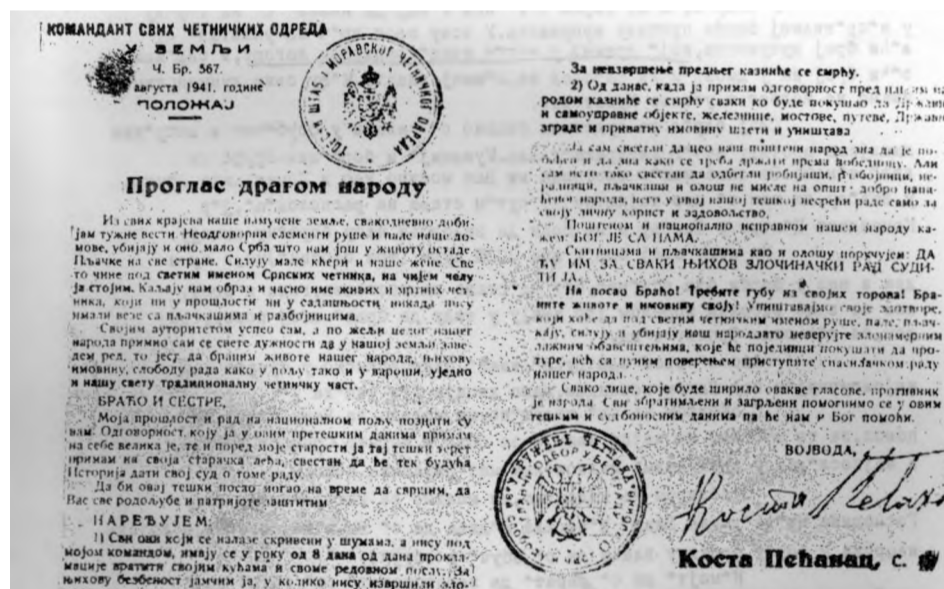 КОМАНДАНТ СВИХ ЧЕТНИЧКИХ ОДРЕДА
У ЗЕМЉИ
Ч. Бр. 567.
августа 1941. године
ПОЛОЖАЈ
ГОРСКИ ШТАБ МОРАВСКОГ ЧЕТНИЧКОГ ОДРЕДА
Проглас драгом народу
Из свих крајева наше намучене земље, свакодневно доби-
јам тужне вести. Неодговорни елементи руше и пале наше до-
мове, убијају и оно мало Срба што нам још у животу остаде.
Пљачке на све стране. Силују мале кћери и наше жене. Све
то чине под светим именом Српских четника, на чијем челу
ја стојим. Каљају нам образ и часно име живих и мртвих чет-
ника, који ни у прошлости ни у садашњости никада нису
имали везе са пљачкашима и разбојницима.
Својим ауторитетом успео сам, а по жељи целог нашег
народа примио сам се свете дужности да у нашој земљи заве-
дем ред, то јест да браним животе нашег народа, њихову
имовину, слободу рада како у пољу тако и у вароши, уједно
и нашу свету традиционалну четничку част.
БРАЋО И СЕСТРЕ,
Моја прошлост и рад на националном пољу познати су
вам. Одговорност коју ја у овим претешким данима примам
на себе велика је, те и поред моје старости ја тај тешки терет
примам на своја старачка леђа, свестан да ће тек будућа
Историја дати свој суд о томе раду.
Да би овај тешки посао могао на време да свршим, да
Вас све родољубе и патријоте заштитим
НАРЕЂУЈЕМ:
1) Сви они који се налазе скривени у шумама, а нису под
мојом командом, имају се у року од 8 дана од дана прокла-
мације вратити својим кућама и своме редовном послу. За
њихову безбеност јамчим ја, у колико нису извршили зло-
За неизвршење предњег казниће се смрћу.
2) Од данас, када ја примам одговорност пред нашим на-
родом казниће се смрћу сваки ко буде покушао да Државне
и самоуправне објекте, железнице, мостове, путеве, Државне
зграде и приватну имовину штети и уништава
Ја сам свестан да цео наш поштени народ зна да је по-
беђен и да зна како се треба држати према победиоцу. Али
сам исто тако свестан да одбегли робијаши, пљачкаши и олош не мисле на опште добро напа-
ћеног народа, него у овој нашој тешкој несрећи раде само за
своју личну корист и задовољство.
Поштеном и национално исправном нашем народу ка-
жем: БОГ ЈЕ СА НАМА.
Скитницама и пљачкашима као и олошу поручујем: ДА
ЋУ ИМ ЗА СВАКИ ЊИХОВ ЗЛОЧИНАЧКИ РАД СУДИ-
ТИ ЈА.
На посао Браћо! Требите губу из својих торова! Бра-
ните животе и имовину своју! Уништавајмо своје злотворе,
који хоће да под светим четничким именом руше, пале, пљач-
кају, силују и убијају наш народзато неверујте злонамерним
лажним обавештењима, које ће појединци покушати да про-
туре, већ са пуним поверењем приступите спасилачком раду
нашег народа.
Свако лице, које буде ширило овакве гласове, противник
је народа. Сви збратимљени и загрљени помогнимо се у овим
тешким и судбоносним данима па ће нам и Бог помоћи.
ВОЈВОДА,
Коста Пећанац, с. р.